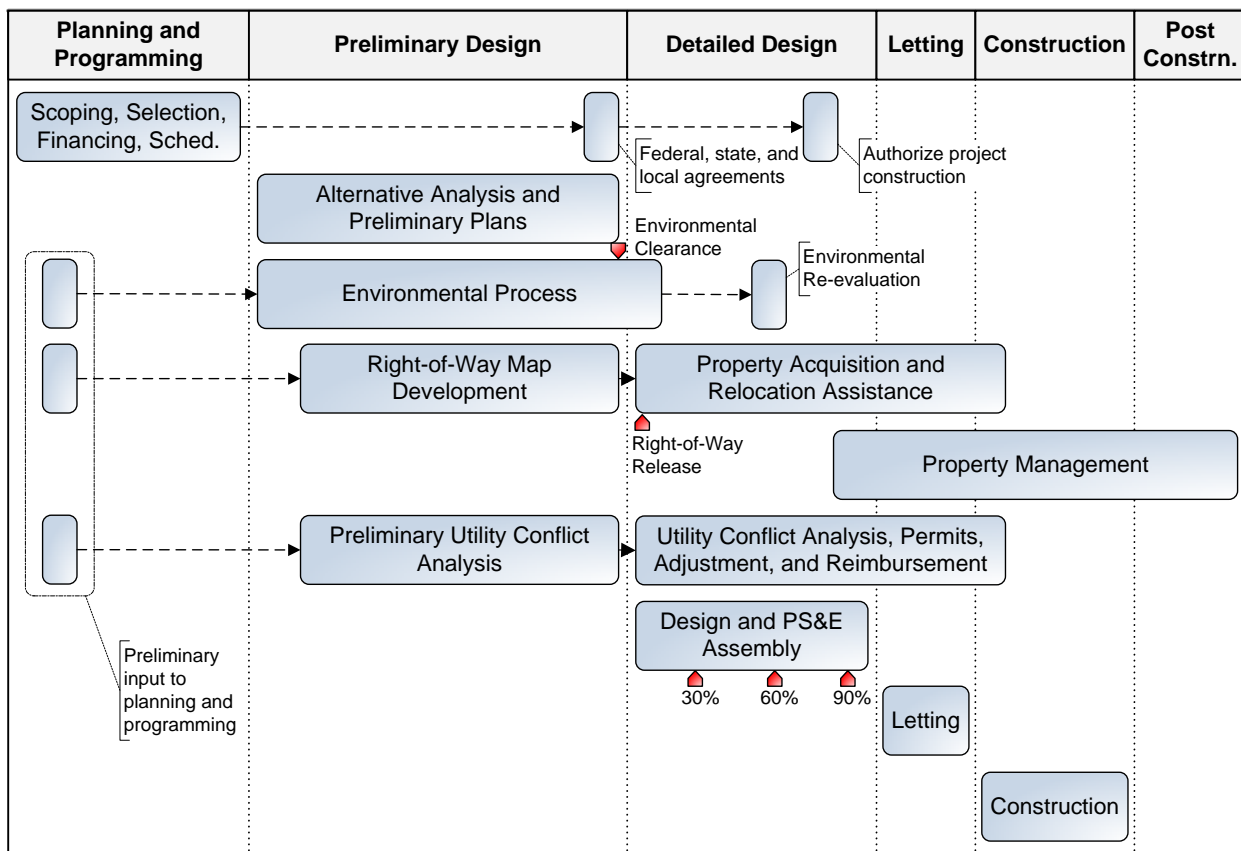 Planning and
Programming
Preliminary Design
Detailed Design
Letting
Construction
Post
Constrn.
Scoping, Selection,
Financing, Sched.
Federal, state, and
local agreements
Authorize project
construction
Alternative Analysis and
Preliminary Plans
Environmental
Clearance
Environmental Process
Environmental
Re-evaluation
Right-of-Way Map
Development
Property Acquisition and
Relocation Assistance
Right-of-Way
Release
Property Management
Preliminary Utility Conflict
Analysis
Utility Conflict Analysis, Permits,
Adjustment, and Reimbursement
Design and PS&E
Assembly
30%
60%
90%
Preliminary
input to
planning and
programming
Letting
Construction